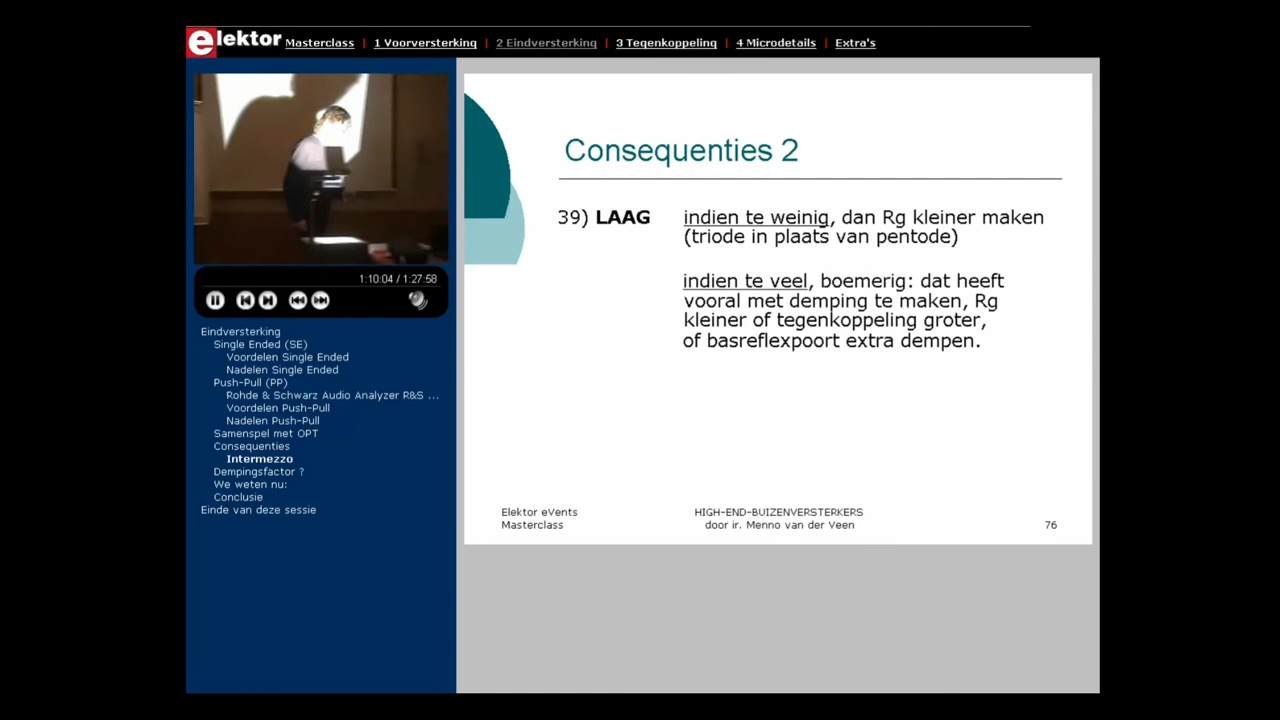 elektor Masterclass | 1 Voorversterking | 2 Eindversterking | 3 Tegenkoppeling | 4 Microdetails | Extra's
1:10:04 / 1:27:58
Eindversterking
Single Ended (SE)
Voordelen Single Ended
Nadelen Single Ended
Push-Pull (PP)
Rohde & Schwarz Audio Analyzer R&S ...
Voordelen Push-Pull
Nadelen Push-Pull
Samenspel met OPT
Consequenties
Intermezzo
Dempingsfactor ?
We weten nu:
Conclusie
Einde van deze sessie
Consequenties 2
39) LAAG indien te weinig, dan Rg kleiner maken
(triode in plaats van pentode)
indien te veel, boemerig: dat heeft
vooral met demping te maken, Rg
kleiner of tegenkoppeling groter,
of basreflexpoort extra dempen.
Elektor eVents
Masterclass
HIGH-END-BUIZENVERSTERKERS
door ir. Menno van der Veen
76